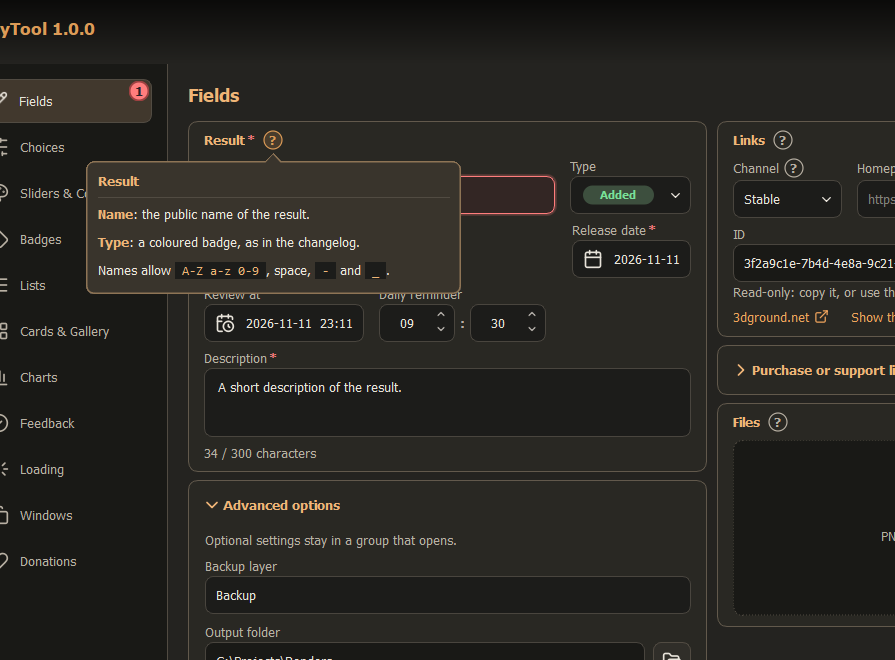 yTool 1.0.0
Fields
1
Choices
Sliders & Co
Badges
Lists
Cards & Gallery
Charts
Feedback
Loading
Windows
Donations
Fields
Result * ?
Result
Name: the public name of the result.
Type: a coloured badge, as in the changelog.
Names allow A-Z a-z 0-9 , space, - and _ .
Type
Added
Release date *
2026-11-11
Review at
Daily reminder
2026-11-11 23:11
09 : 30
Description *
A short description of the result.
34 / 300 characters
Advanced options
Optional settings stay in a group that opens.
Backup layer
Backup
Output folder
C:\Projects\Renders
Links ?
Channel ?
Homep
Stable
https
ID
3f2a9c1e-7b4d-4e8a-9c21-
Read-only: copy it, or use th
3dground.net
Show th
Purchase or support li
Files ?
PN